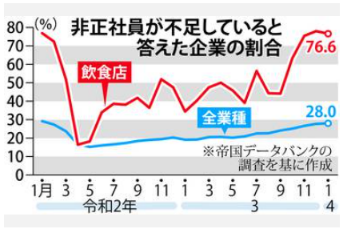 非正社員が不足していると
答えた企業の割合
(%)
80
70
60
50
40
30
20
10
0
76.6
飲食店
全業種
28.0
※帝国データバンクの
調査を基に作成
1月 3 5 7 9 11 1 3 5 7 9 11 1
令和2年 3 4